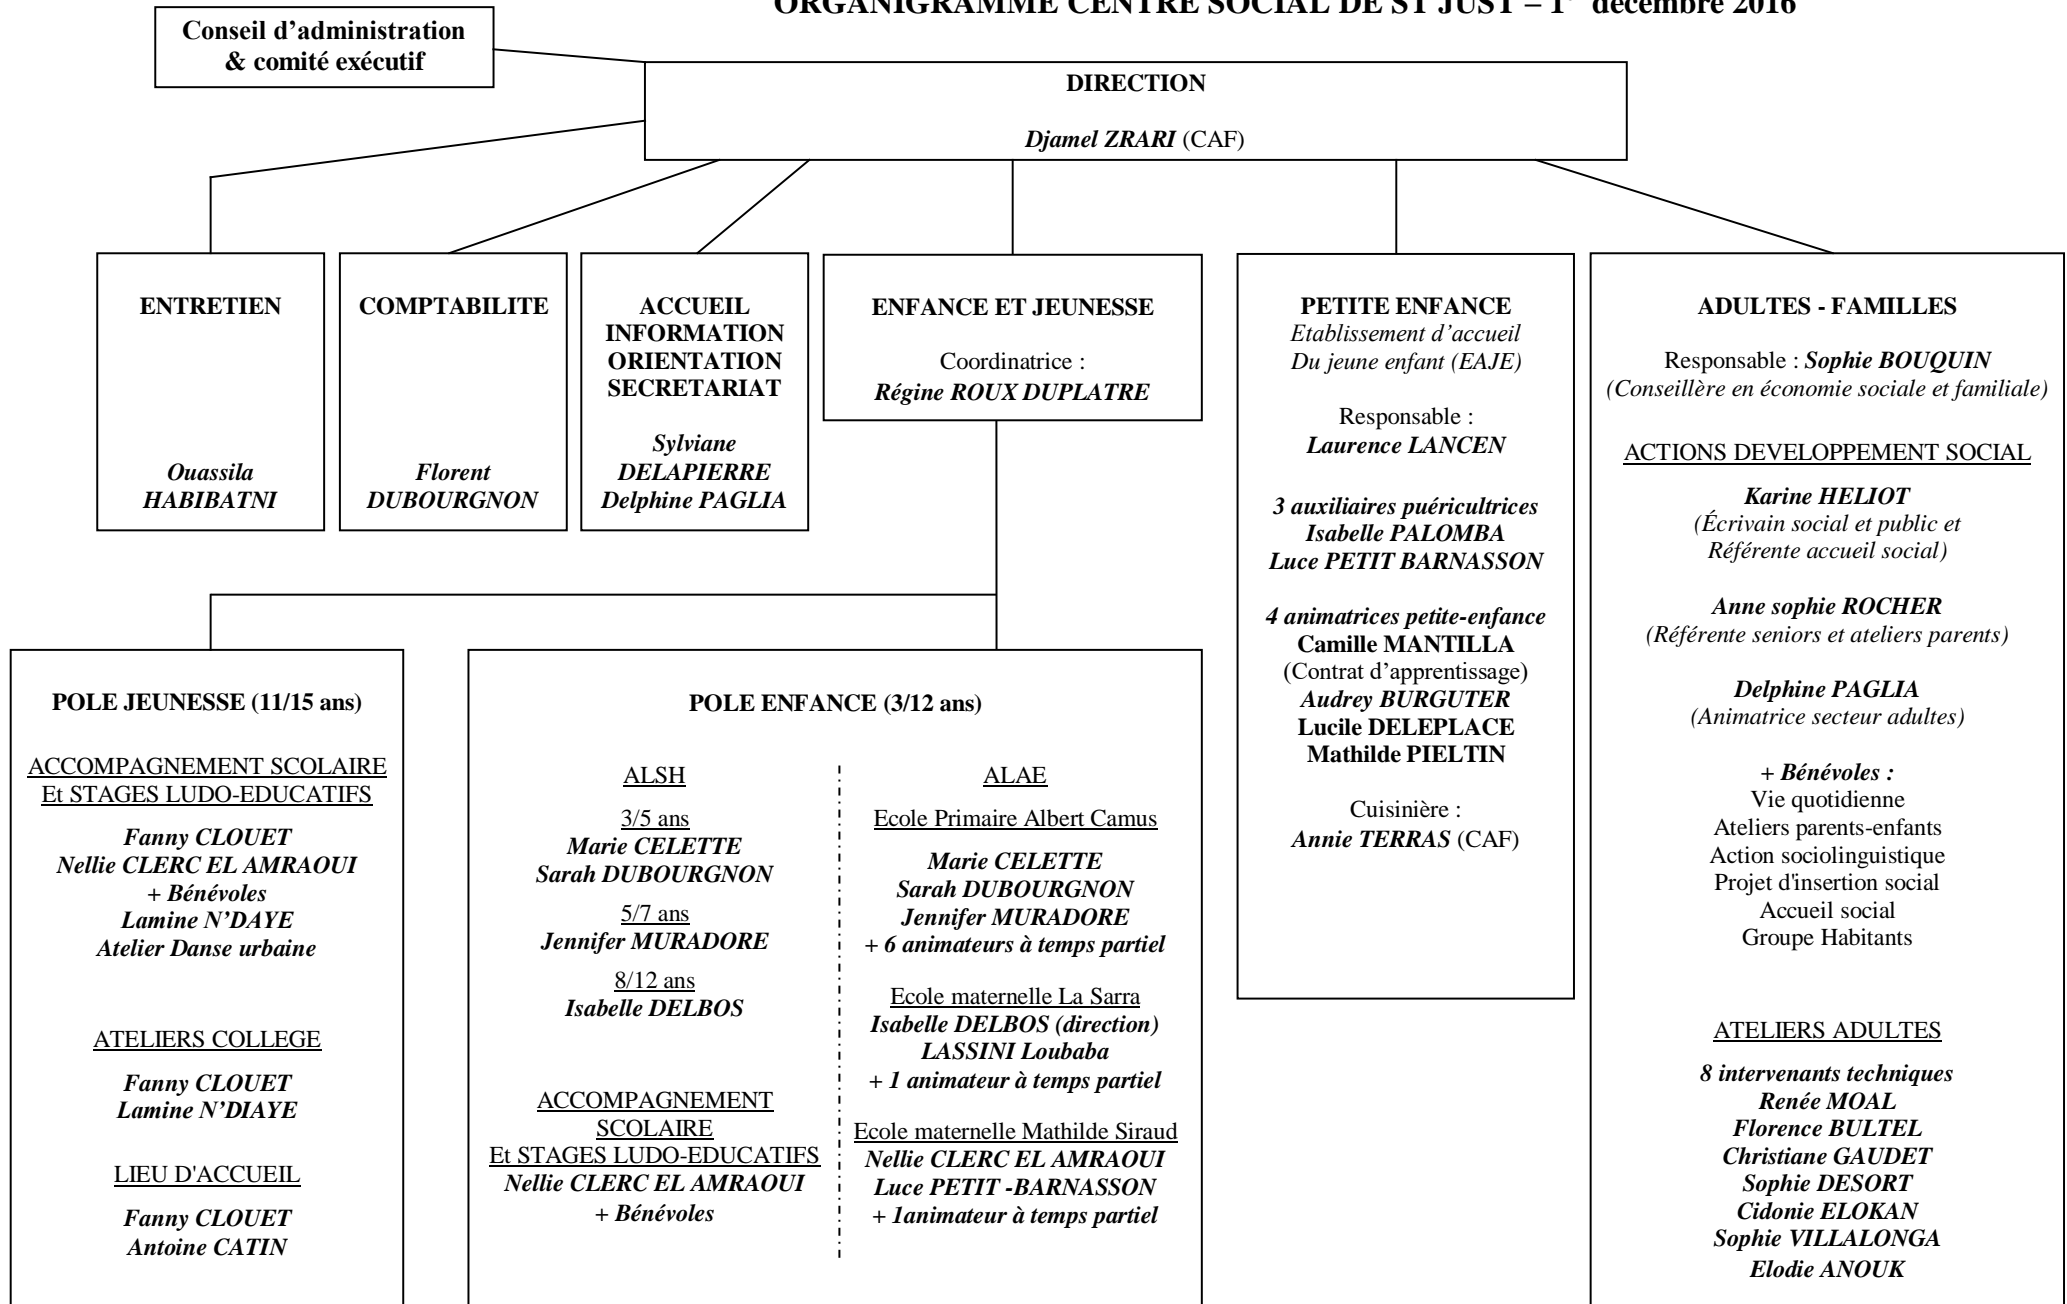 ORGANIGRAMME CENTRE SOCIAL DE ST JUST – 1 décembre 2016
Conseil d’administration
& comité exécutif
DIRECTION
Djamel ZRARI (CAF)
ENTRETIEN
Ouassila
HABIBATNI
COMPTABILITE
Florent
DUBOURGNON
ACCUEIL
INFORMATION
ORIENTATION
SECRETARIAT
Sylviane
DELAPIERRE
Delphine PAGLIA
ENFANCE ET JEUNESSE
Coordinatrice :
Régine ROUX DUPLATRE
PETITE ENFANCE
Etablissement d’accueil
Du jeune enfant (EAJE)
Responsable :
Laurence LANCEN
3 auxiliaires puéricultrices
Isabelle PALOMBA
Luce PETIT BARNASSON
4 animatrices petite-enfance
Camille MANTILLA
(Contrat d’apprentissage)
Audrey BURGUTER
Lucile DELEPLACE
Mathilde PIELTIN
Cuisinière :
Annie TERRAS (CAF)
ADULTES - FAMILLES
Responsable : Sophie BOUQUIN
(Conseillère en économie sociale et familiale)
ACTIONS DEVELOPPEMENT SOCIAL
Karine HELIOT
(Écrivain social et public et
Référente accueil social)
Anne sophie ROCHER
(Référente seniors et ateliers parents)
Delphine PAGLIA
(Animatrice secteur adultes)
+ Bénévoles :
Vie quotidienne
Ateliers parents-enfants
Action sociolinguistique
Projet d'insertion social
Accueil social
Groupe Habitants
ATELIERS ADULTES
8 intervenants techniques
Renée MOAL
Florence BULTEL
Christiane GAUDET
Sophie DESORT
Cidonie ELOKAN
Sophie VILLALONGA
Elodie ANOUK
POLE JEUNESSE (11/15 ans)
ACCOMPAGNEMENT SCOLAIRE
Et STAGES LUDO-EDUCATIFS
Fanny CLOUET
Nellie CLERC EL AMRAOUI
+ Bénévoles
Lamine N’DAYE
Atelier Danse urbaine
ATELIERS COLLEGE
Fanny CLOUET
Lamine N’DIAYE
LIEU D'ACCUEIL
Fanny CLOUET
Antoine CATIN
POLE ENFANCE (3/12 ans)
ALSH
3/5 ans
Marie CELETTE
Sarah DUBOURGNON
5/7 ans
Jennifer MURADORE
8/12 ans
Isabelle DELBOS
ACCOMPAGNEMENT
SCOLAIRE
Et STAGES LUDO-EDUCATIFS
Nellie CLERC EL AMRAOUI
+ Bénévoles
ALAE
Ecole Primaire Albert Camus
Marie CELETTE
Sarah DUBOURGNON
Jennifer MURADORE
+ 6 animateurs à temps partiel
Ecole maternelle La Sarra
Isabelle DELBOS (direction)
LASSINI Loubaba
+ 1 animateur à temps partiel
Ecole maternelle Mathilde Siraud
Nellie CLERC EL AMRAOUI
Luce PETIT -BARNASSON
+ 1animateur à temps partiel